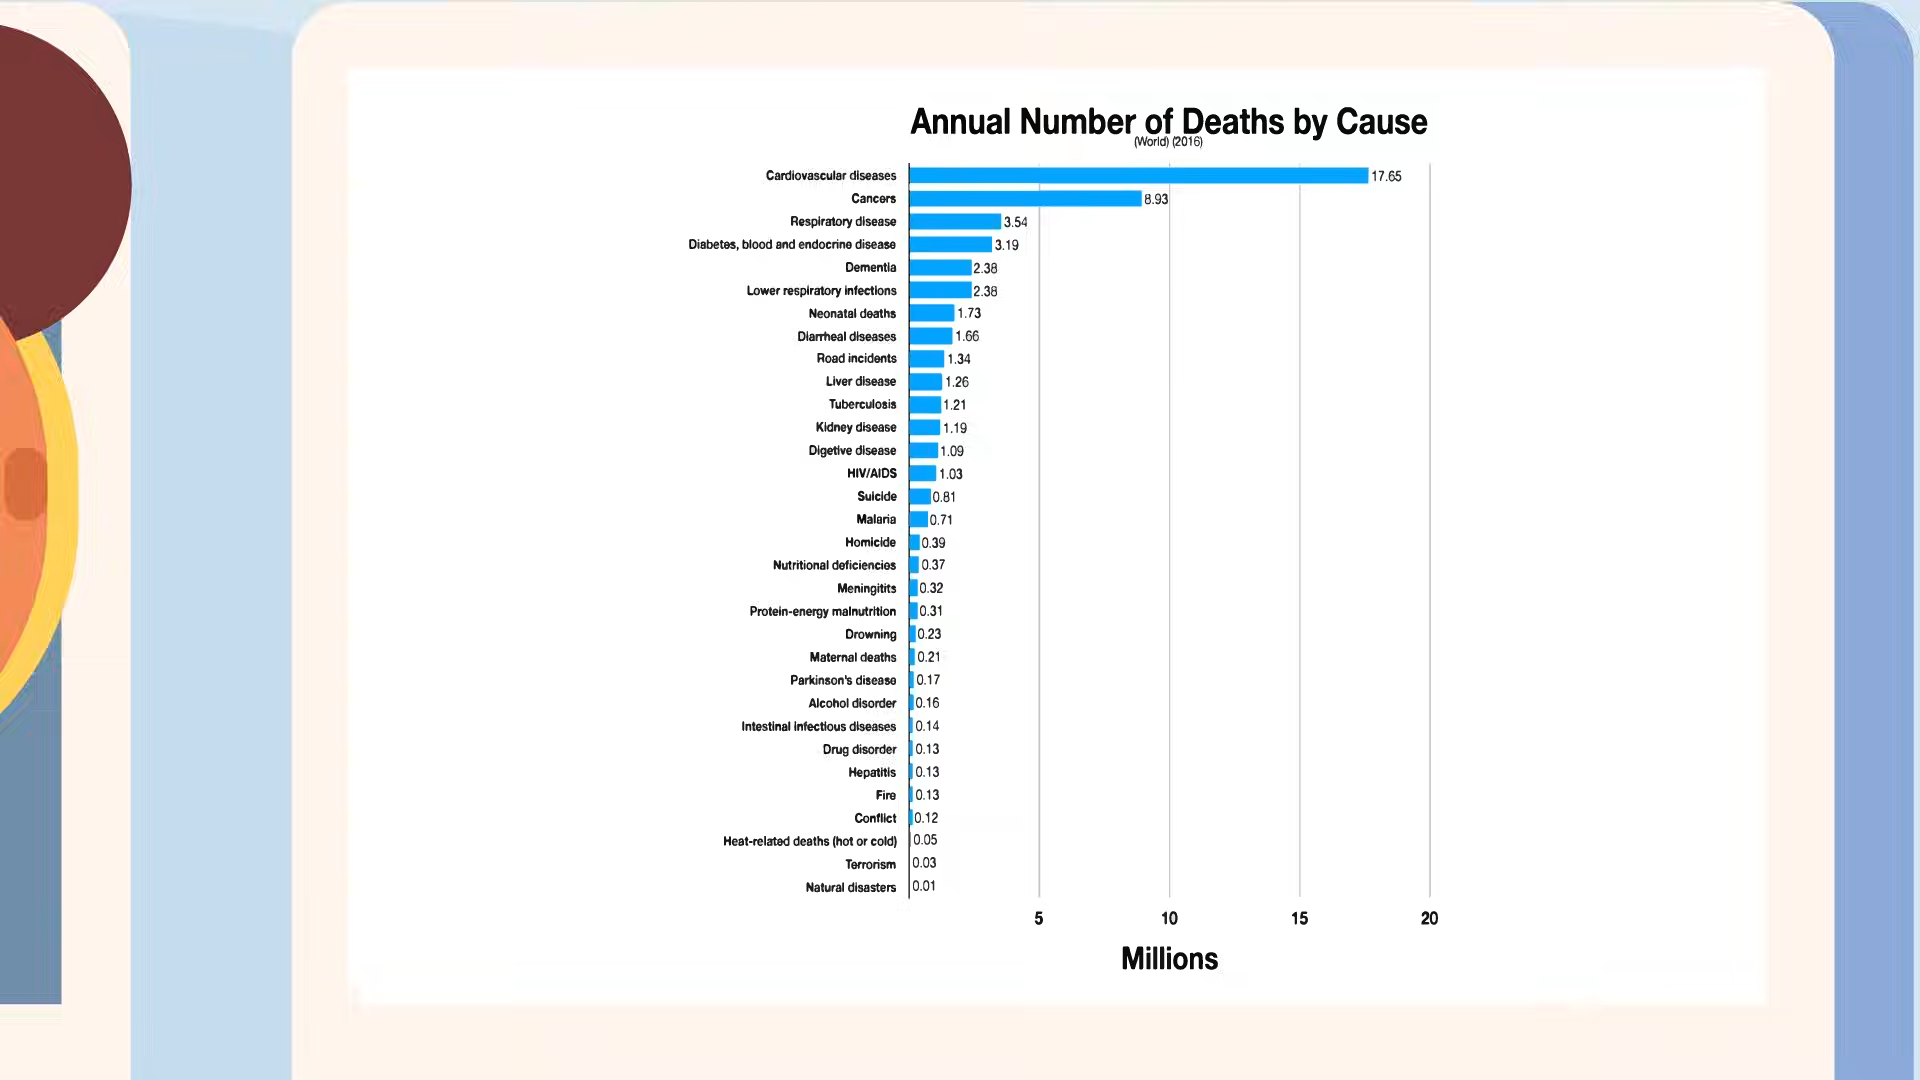 Annual Number of Deaths by Cause
(World) (2016)
Cardiovascular diseases 17.65
Cancers 8.93
Respiratory disease 3.54
Diabetes, blood and endocrine disease 3.19
Dementia 2.38
Lower respiratory infections 2.38
Neonatal deaths 1.73
Diarrheal diseases 1.66
Road incidents 1.34
Liver disease 1.26
Tuberculosis 1.21
Kidney disease 1.19
Digetive disease 1.09
HIV/AIDS 1.03
Suicide 0.81
Malaria 0.71
Homicide 0.39
Nutritional deficiencies 0.37
Meningitits 0.32
Protein-energy malnutrition 0.31
Drowning 0.23
Maternal deaths 0.21
Parkinson's disease 0.17
Alcohol disorder 0.16
Intestinal infectious diseases 0.14
Drug disorder 0.13
Hepatitis 0.13
Fire 0.13
Conflict 0.12
Heat-related deaths (hot or cold) 0.05
Terrorism 0.03
Natural disasters 0.01
5 10 15 20
Millions